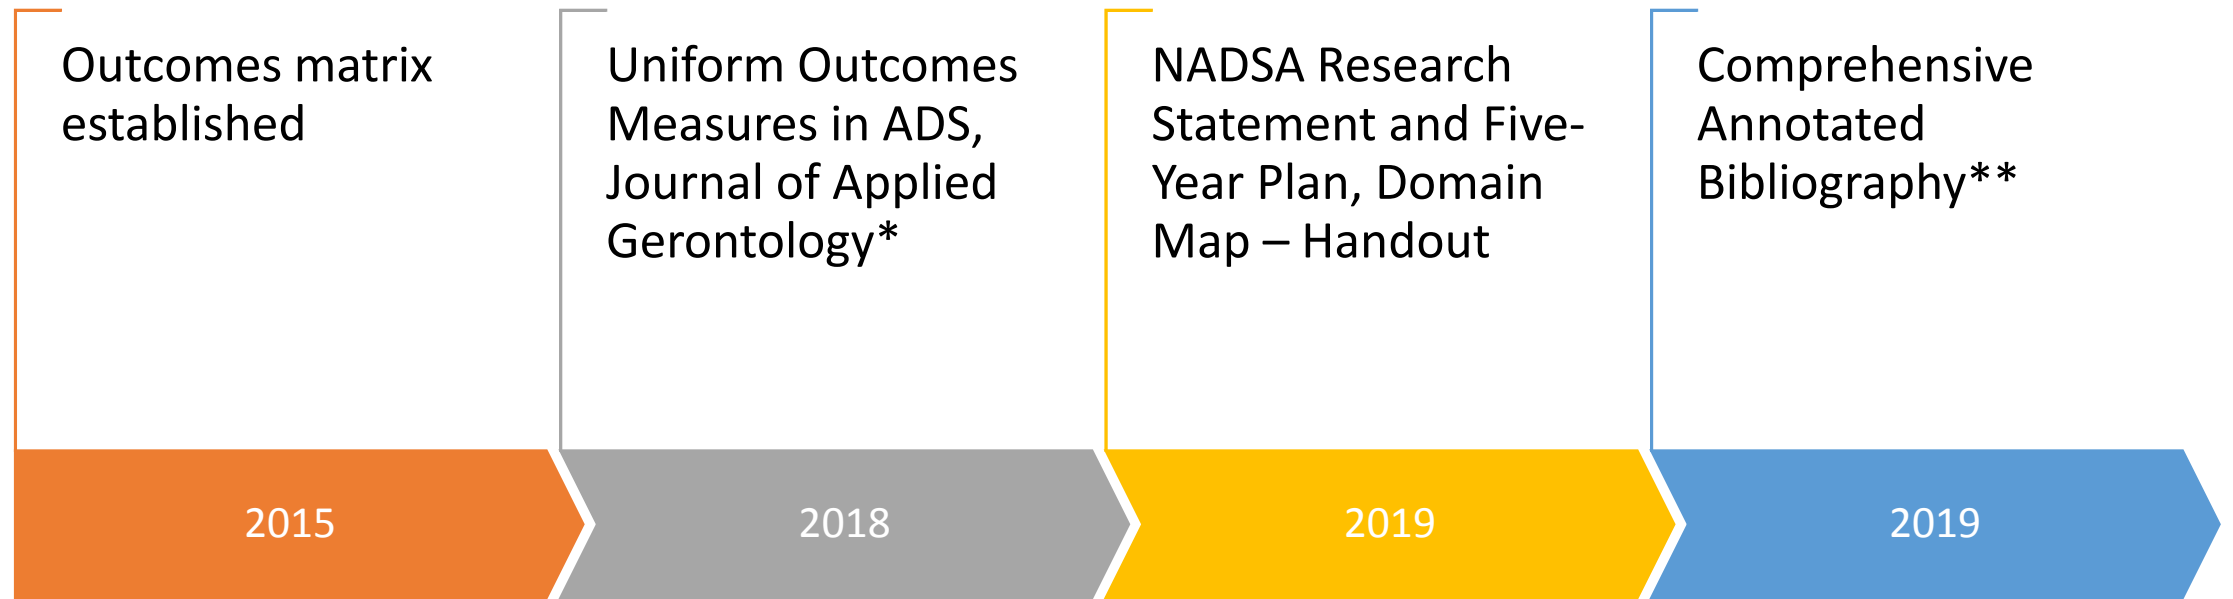 Outcomes matrix
established
Uniform Outcomes
Measures in ADS,
Journal of Applied
Gerontology*
NADSA Research
Statement and Five-
Year Plan, Domain
Map – Handout
Comprehensive
Annotated
Bibliography**
2015
2018
2019
2019